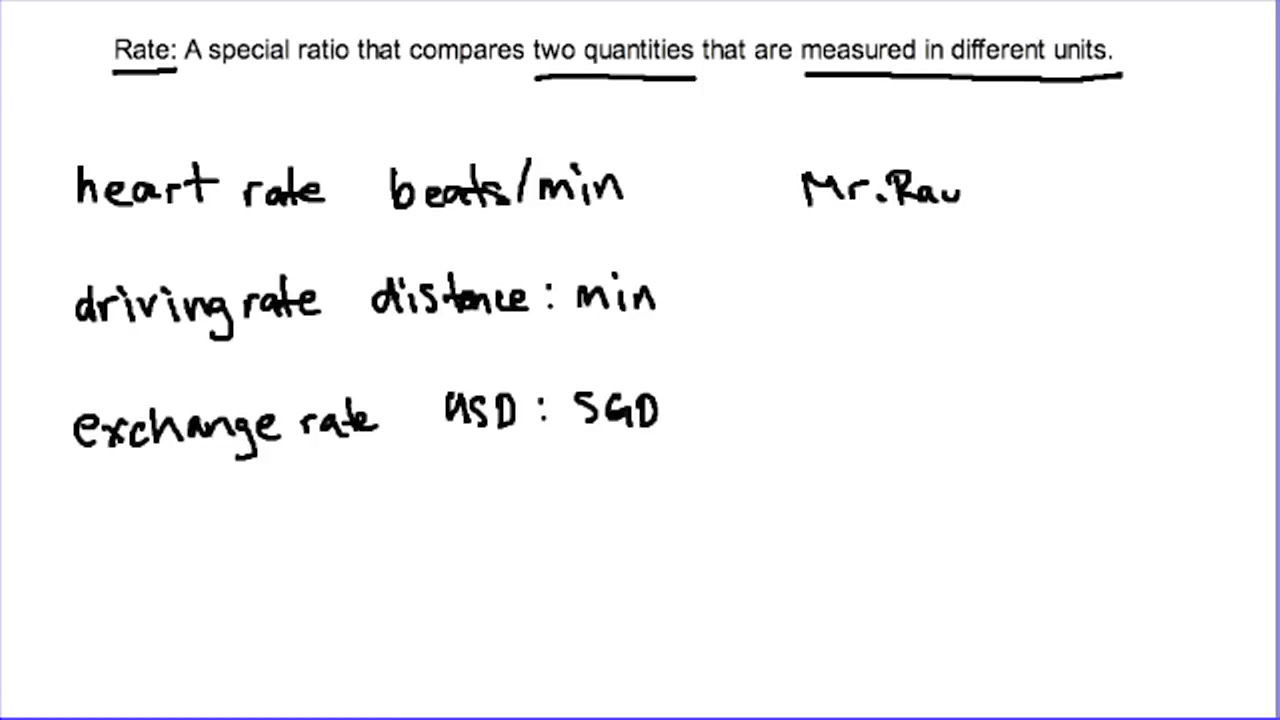 Rate: A special ratio that compares two quantities that are measured in different units.
heart rate beats/min Mr.Rau
driving rate distance : min
exchange rate USD : SGD